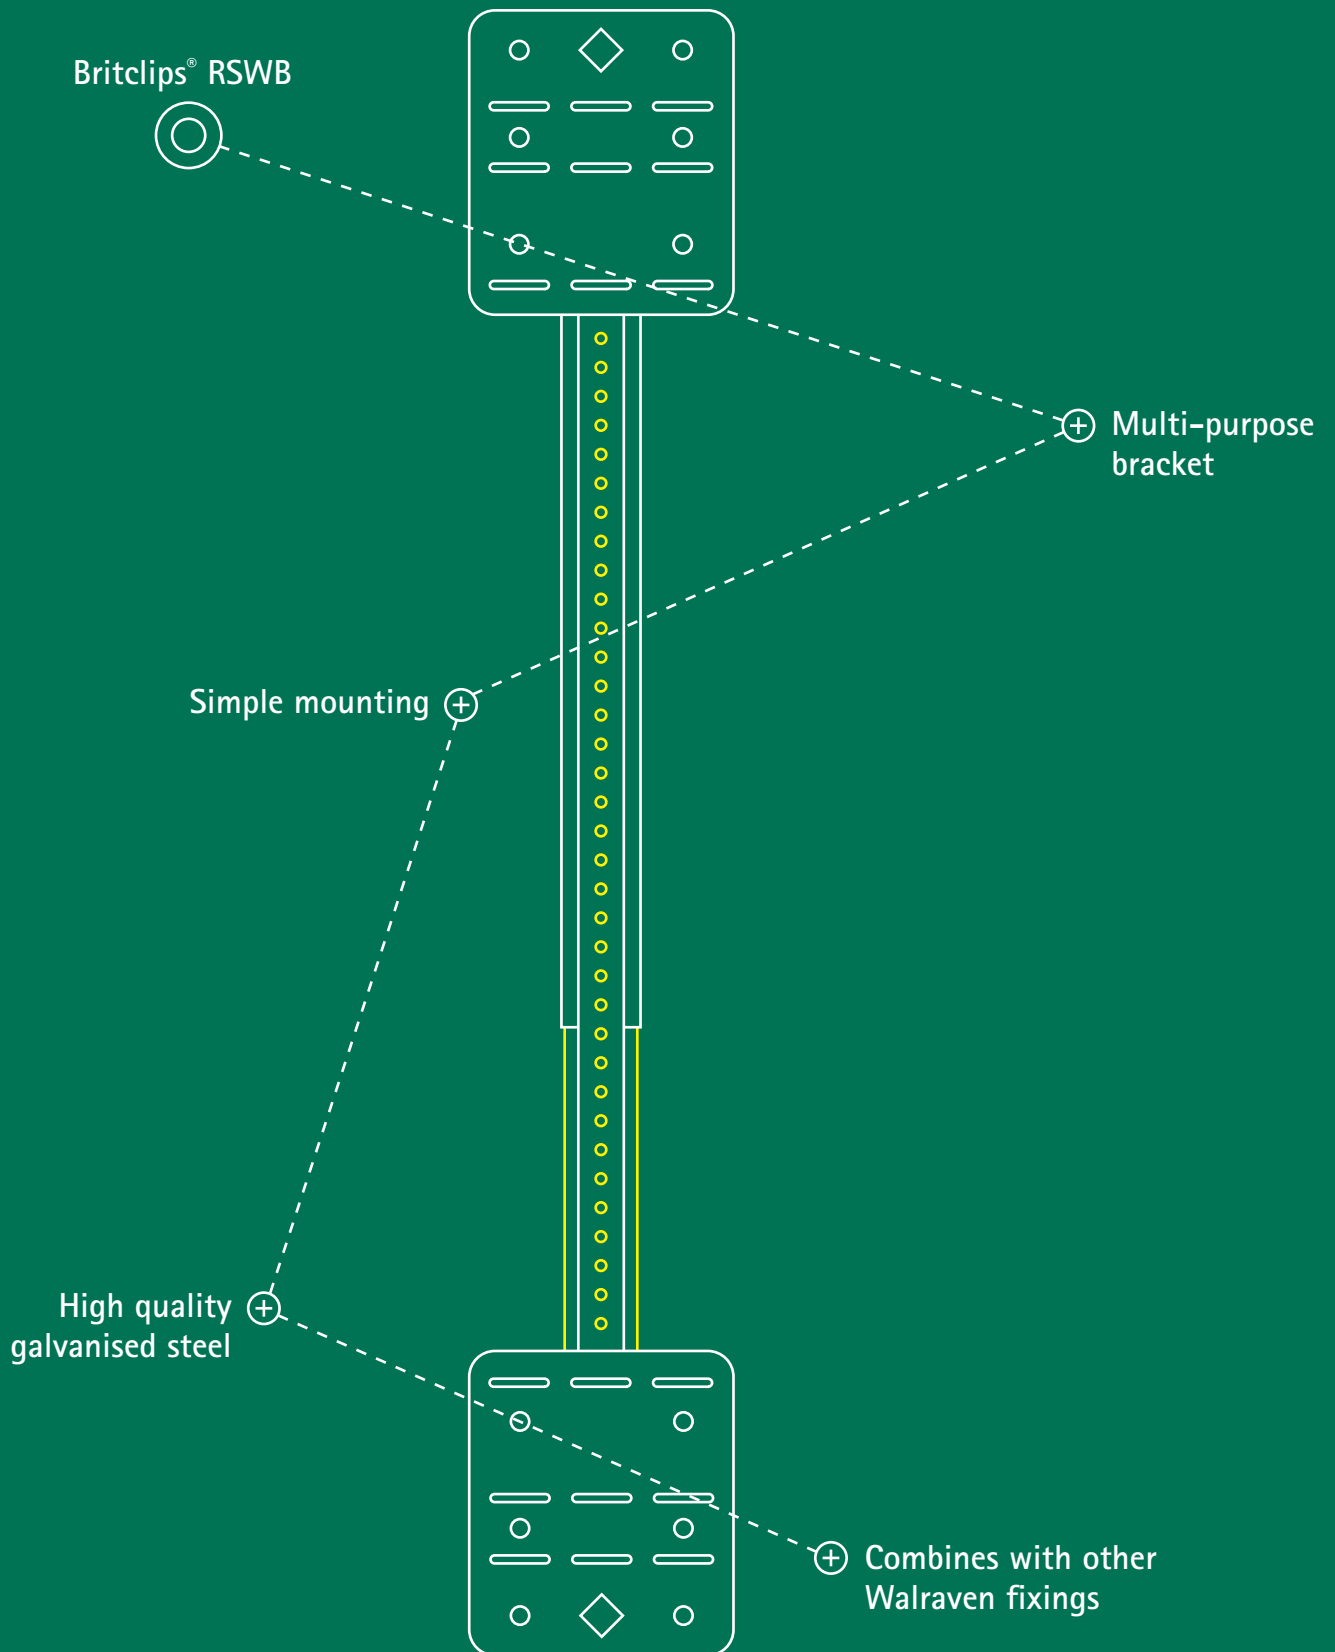 Britclips® RSWB
Multi-purpose
bracket
Simple mounting
High quality
galvanised steel
Combines with other
Walraven fixings